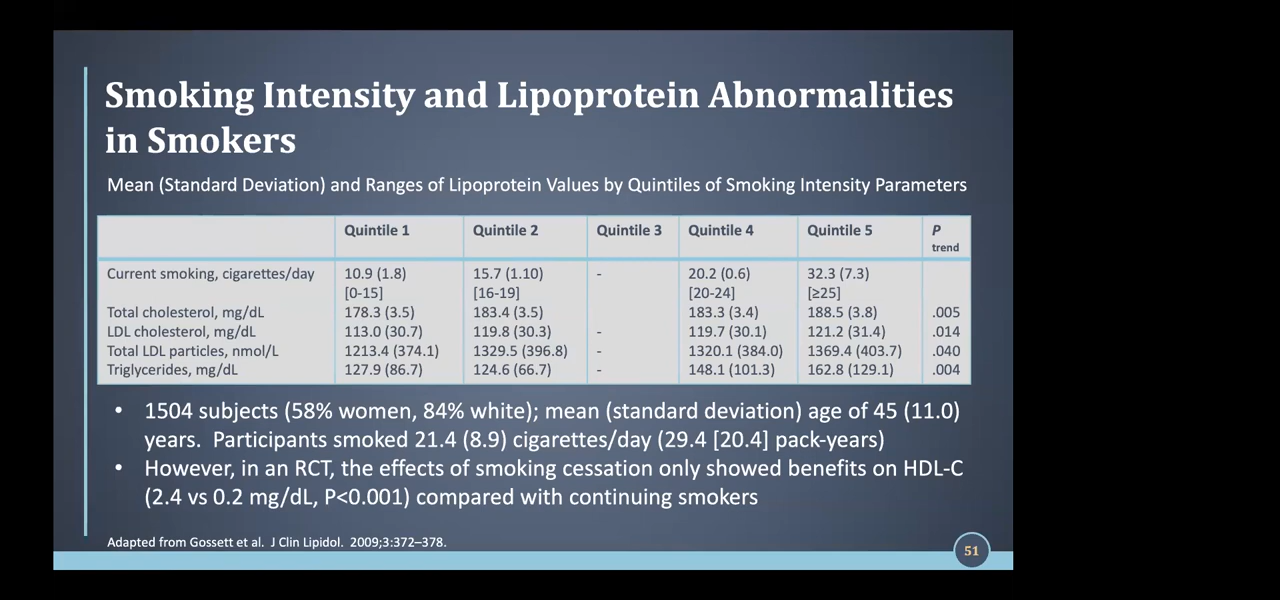 Smoking Intensity and Lipoprotein Abnormalities
in Smokers
Mean (Standard Deviation) and Ranges of Lipoprotein Values by Quintiles of Smoking Intensity Parameters
Quintile 1 Quintile 2 Quintile 3 Quintile 4 Quintile 5 P
trend
Current smoking, cigarettes/day 10.9 (1.8) 15.7 (1.10) - 20.2 (0.6) 32.3 (7.3)
[0-15] [16-19] [20-24] [≥25]
Total cholesterol, mg/dL 178.3 (3.5) 183.4 (3.5) 183.3 (3.4) 188.5 (3.8) .005
LDL cholesterol, mg/dL 113.0 (30.7) 119.8 (30.3) - 119.7 (30.1) 121.2 (31.4) .014
Total LDL particles, nmol/L 1213.4 (374.1) 1329.5 (396.8) - 1320.1 (384.0) 1369.4 (403.7) .040
Triglycerides, mg/dL 127.9 (86.7) 124.6 (66.7) - 148.1 (101.3) 162.8 (129.1) .004
• 1504 subjects (58% women, 84% white); mean (standard deviation) age of 45 (11.0)
years. Participants smoked 21.4 (8.9) cigarettes/day (29.4 [20.4] pack-years)
• However, in an RCT, the effects of smoking cessation only showed benefits on HDL-C
(2.4 vs 0.2 mg/dL, P<0.001) compared with continuing smokers
Adapted from Gossett et al. J Clin Lipidol. 2009;3:372–378.
51